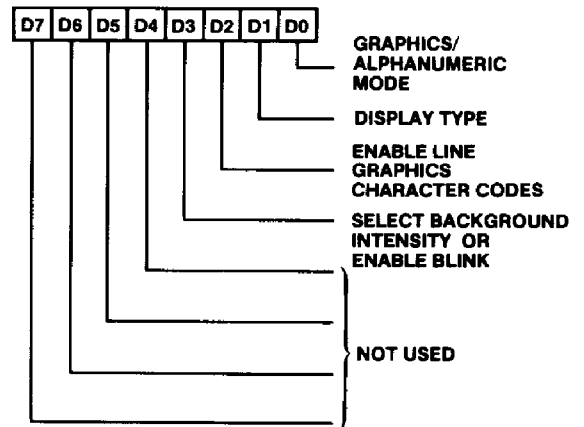 D7 D6 D5 D4 D3 D2 D1 D0
GRAPHICS/
ALPHANUMERIC
MODE
DISPLAY TYPE
ENABLE LINE
GRAPHICS
CHARACTER CODES
SELECT BACKGROUND
INTENSITY OR
ENABLE BLINK
NOT USED